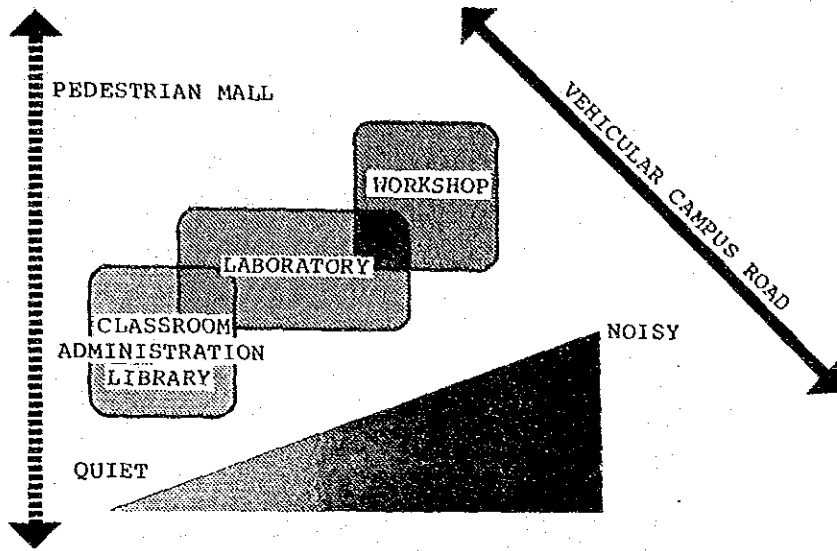 PEDESTRIAN MALL
VEHICULAR CAMPUS ROAD
WORKSHOP
LABORATORY
CLASSROOM
ADMINISTRATION
LIBRARY
NOISY
QUIET